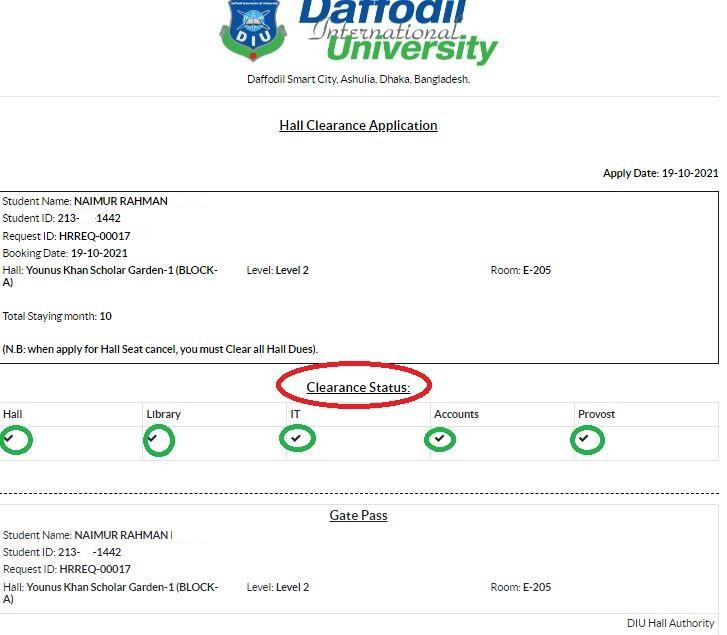 Daffodil International University
DIU
Daffodil Smart City, Ashulia, Dhaka, Bangladesh.
Hall Clearance Application
Apply Date: 19-10-2021
Student Name: NAIMUR RAHMAN
Student ID: 213- -1442
Request ID: HRREQ-00017
Booking Date: 19-10-2021
Hall: Younus Khan Scholar Garden-1 (BLOCK-A) Level: Level 2 Room: E-205
Total Staying month: 10
(N.B: when apply for Hall Seat cancel, you must Clear all Hall Dues).
Clearance Status:
Hall Library IT Accounts Provost
✓ ✓ ✓ ✓ ✓
Gate Pass
Student Name: NAIMUR RAHMAN
Student ID: 213- -1442
Request ID: HRREQ-00017
Hall: Younus Khan Scholar Garden-1 (BLOCK-A) Level: Level 2 Room: E-205
DIU Hall Authority